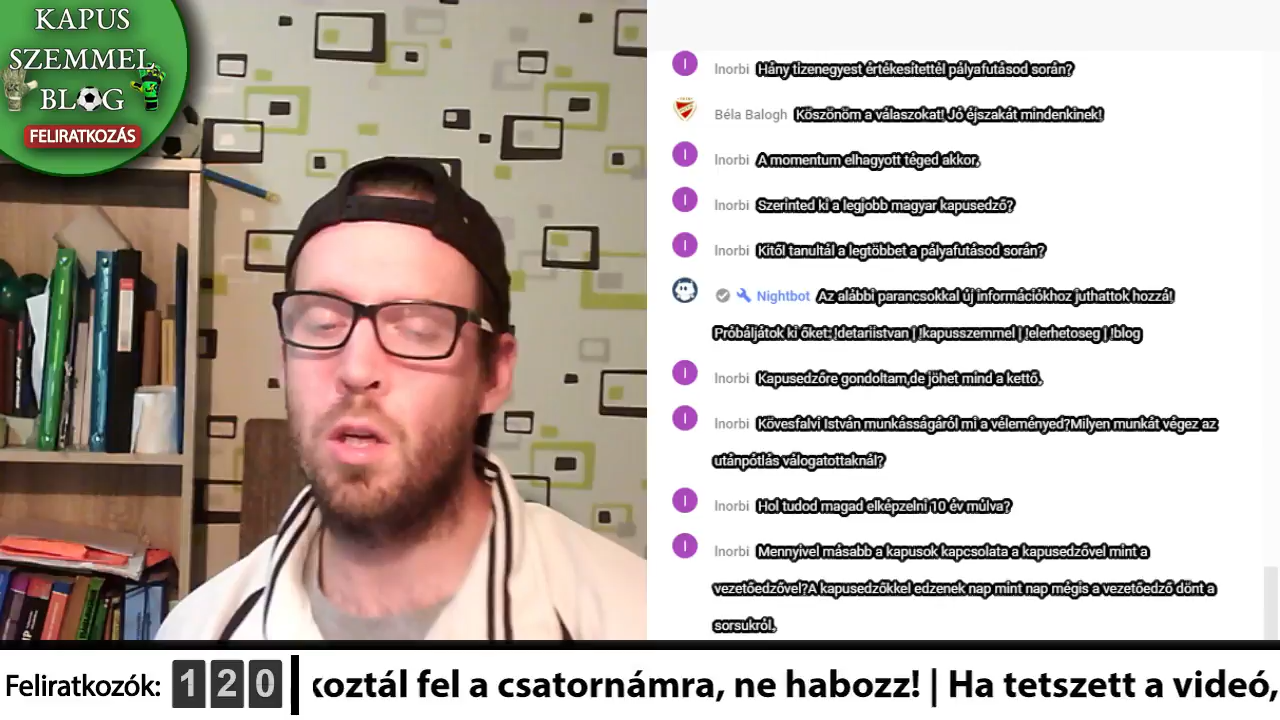 KAPUS
SZEMMEL
BLOG
FELIRATKOZÁS
Inorbi Hány tizenegyest értékesítettél pályafutásod során?
Béla Balogh Köszönöm a válaszokat! Jó éjszakát mindenkinek!
Inorbi A momentum elhagyott téged akkor.
Inorbi Szerinted ki a legjobb magyar kapusedző?
Inorbi Kitől tanultál a legtöbbet a pályafutásod során?
Nightbot Az alábbi parancsokkal új információkhoz juthattok hozzá!
Próbáljátok ki őket: !detariistvan | !kapusszemmel | !elerhetoseg | !blog
Inorbi Kapusedzőre gondoltam,de jöhet mind a kettő.
Inorbi Kövesfalvi István munkásságáról mi a véleményed?Milyen munkát végez az
utánpótlás válogatottaknál?
Inorbi Hol tudod magad elképzelni 10 év múlva?
Inorbi Mennyivel másabb a kapusok kapcsolata a kapusedzővel mint a
vezetőedzővel?A kapusedzőkkel edzenek nap mint nap mégis a vezetőedző dönt a
sorsukról.
Feliratkozók: 120 koztál fel a csatornámra, ne habozz! | Ha tetszett a videó,